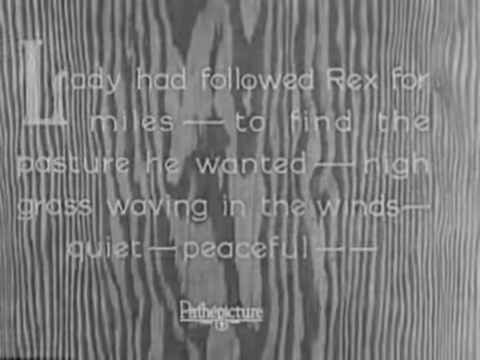 Lady had followed Rex for
miles — to find the
pasture he wanted — high
grass waving in the winds —
quiet — peaceful — —
Pathépicture